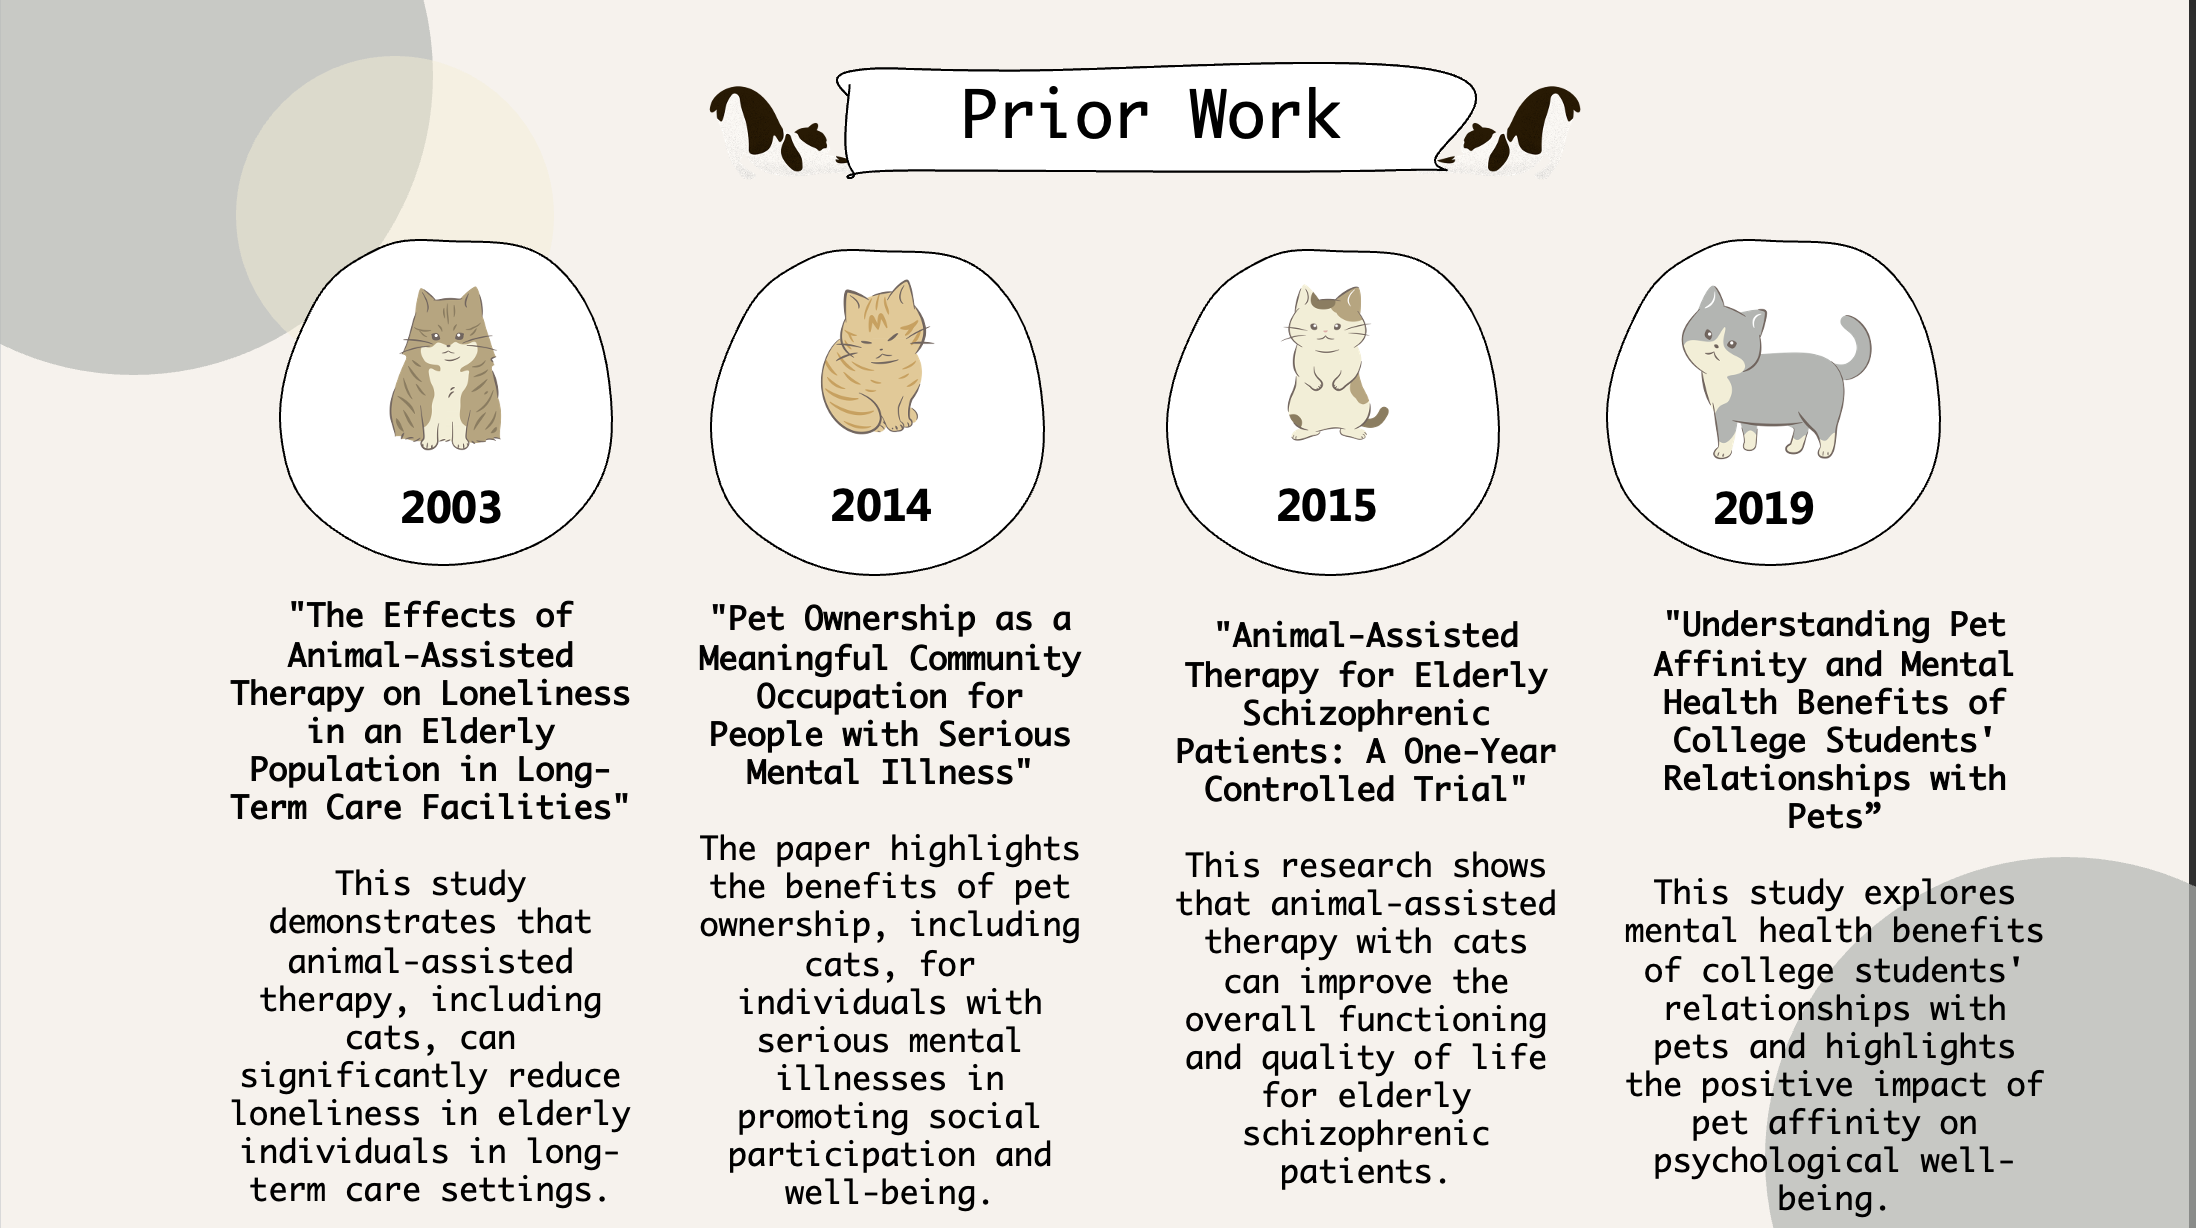 Prior Work
2003
"The Effects of
Animal-Assisted
Therapy on Loneliness
in an Elderly
Population in Long-
Term Care Facilities"
This study
demonstrates that
animal-assisted
therapy, including
cats, can
significantly reduce
loneliness in elderly
individuals in long-
term care settings.
2014
"Pet Ownership as a
Meaningful Community
Occupation for
People with Serious
Mental Illness"
The paper highlights
the benefits of pet
ownership, including
cats, for
individuals with
serious mental
illnesses in
promoting social
participation and
well-being.
2015
"Animal-Assisted
Therapy for Elderly
Schizophrenic
Patients: A One-Year
Controlled Trial"
This research shows
that animal-assisted
therapy with cats
can improve the
overall functioning
and quality of life
for elderly
schizophrenic
patients.
2019
"Understanding Pet
Affinity and Mental
Health Benefits of
College Students'
Relationships with
Pets”
This study explores
mental health benefits
of college students'
relationships with
pets and highlights
the positive impact of
pet affinity on
psychological well-
being.